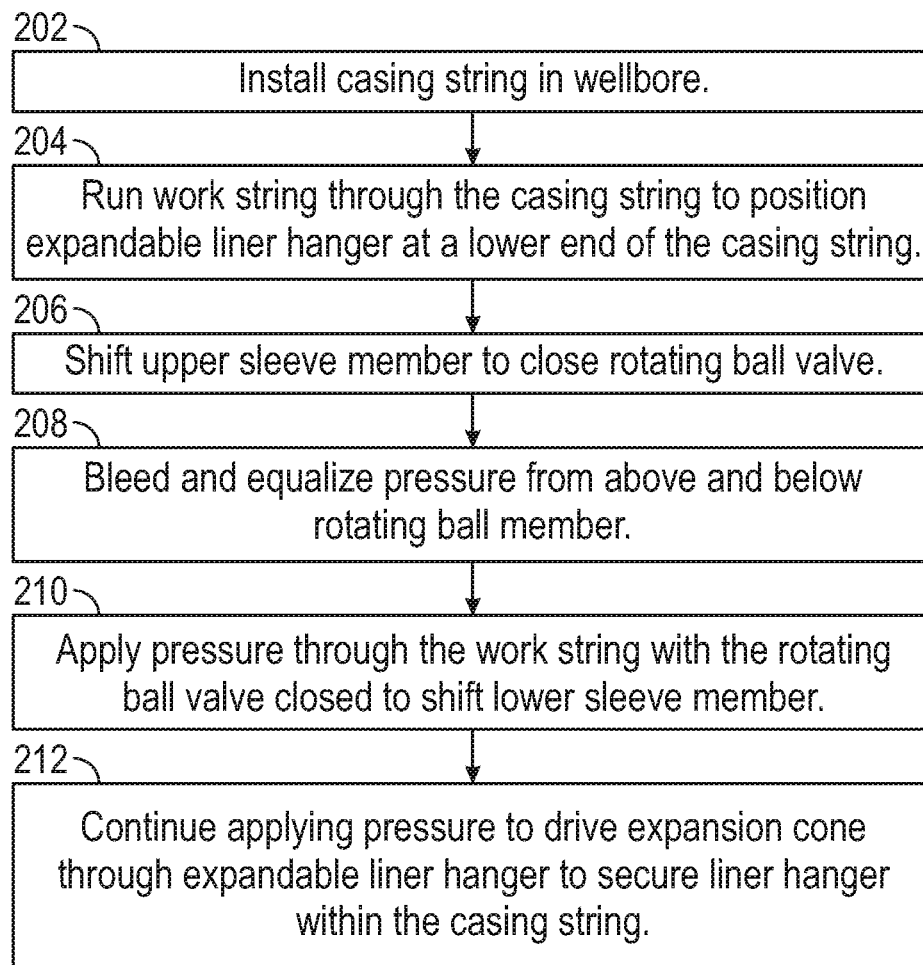 202
Install casing string in wellbore.
204
Run work string through the casing string to position
expandable liner hanger at a lower end of the casing string.
206
Shift upper sleeve member to close rotating ball valve.
208
Bleed and equalize pressure from above and below
rotating ball member.
210
Apply pressure through the work string with the rotating
ball valve closed to shift lower sleeve member.
212
Continue applying pressure to drive expansion cone
through expandable liner hanger to secure liner hanger
within the casing string.